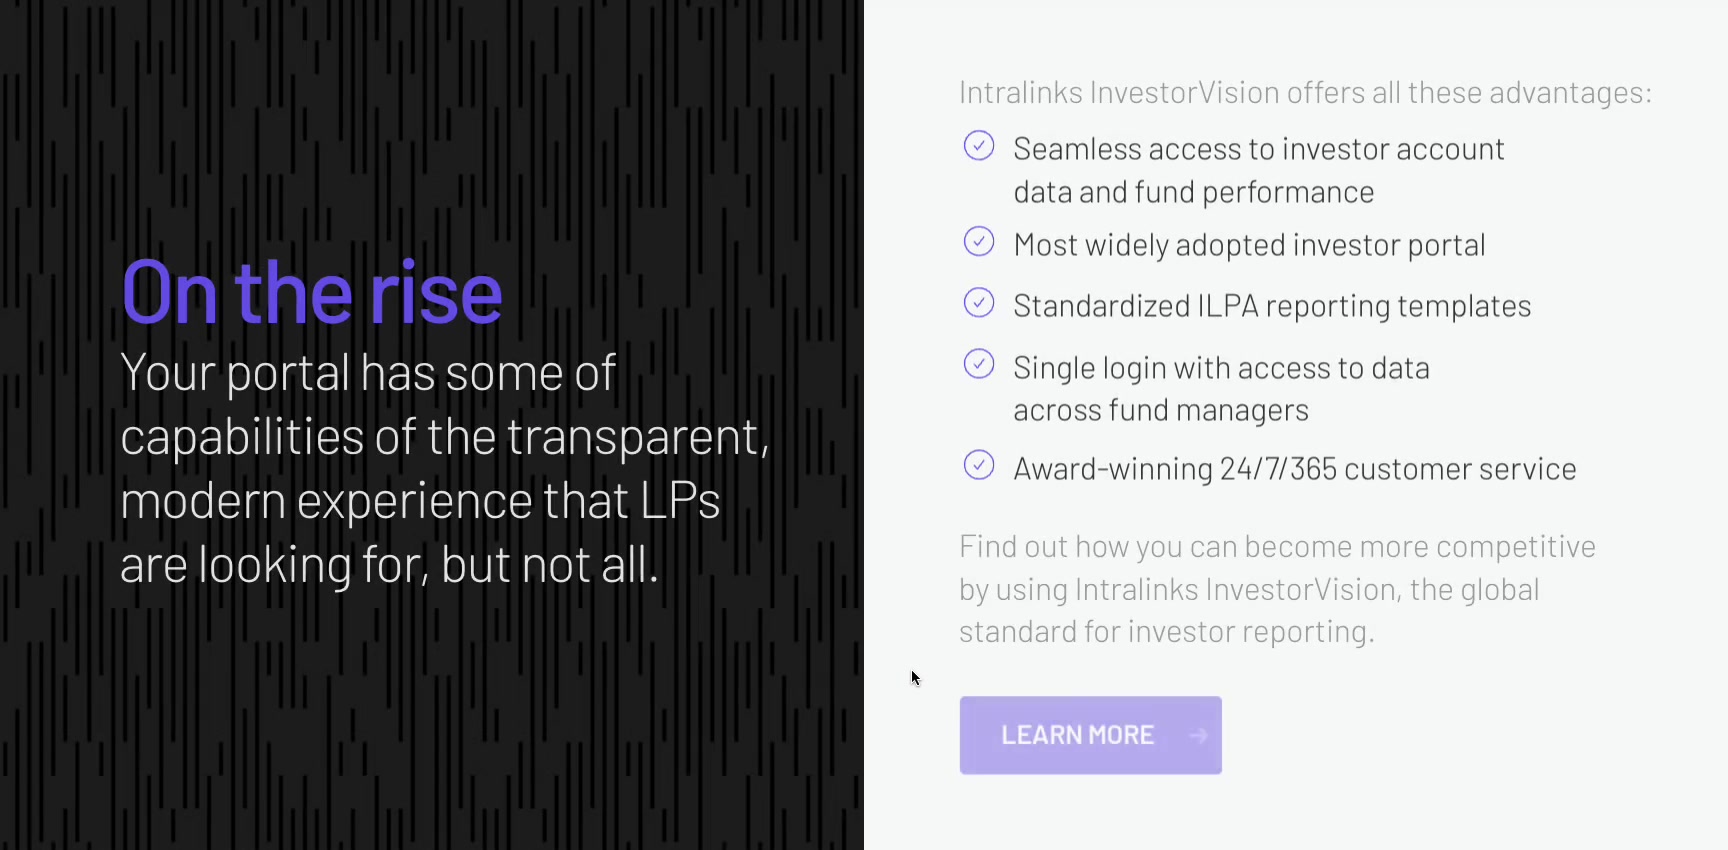 On the rise
Your portal has some of
capabilities of the transparent,
modern experience that LPs
are looking for, but not all.
Intralinks InvestorVision offers all these advantages:
Seamless access to investor account
data and fund performance
Most widely adopted investor portal
Standardized ILPA reporting templates
Single login with access to data
across fund managers
Award-winning 24/7/365 customer service
Find out how you can become more competitive
by using Intralinks InvestorVision, the global
standard for investor reporting.
LEARN MORE